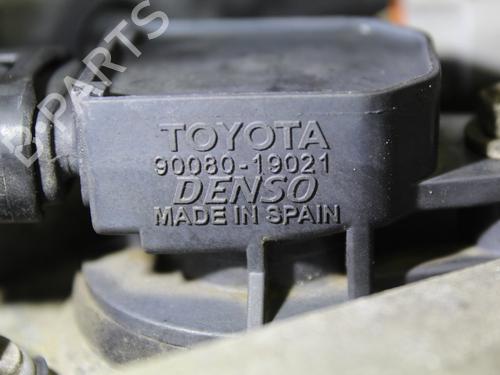 B-PARTS
TOYOTA
90080-19021
DENSO
MADE IN SPAIN